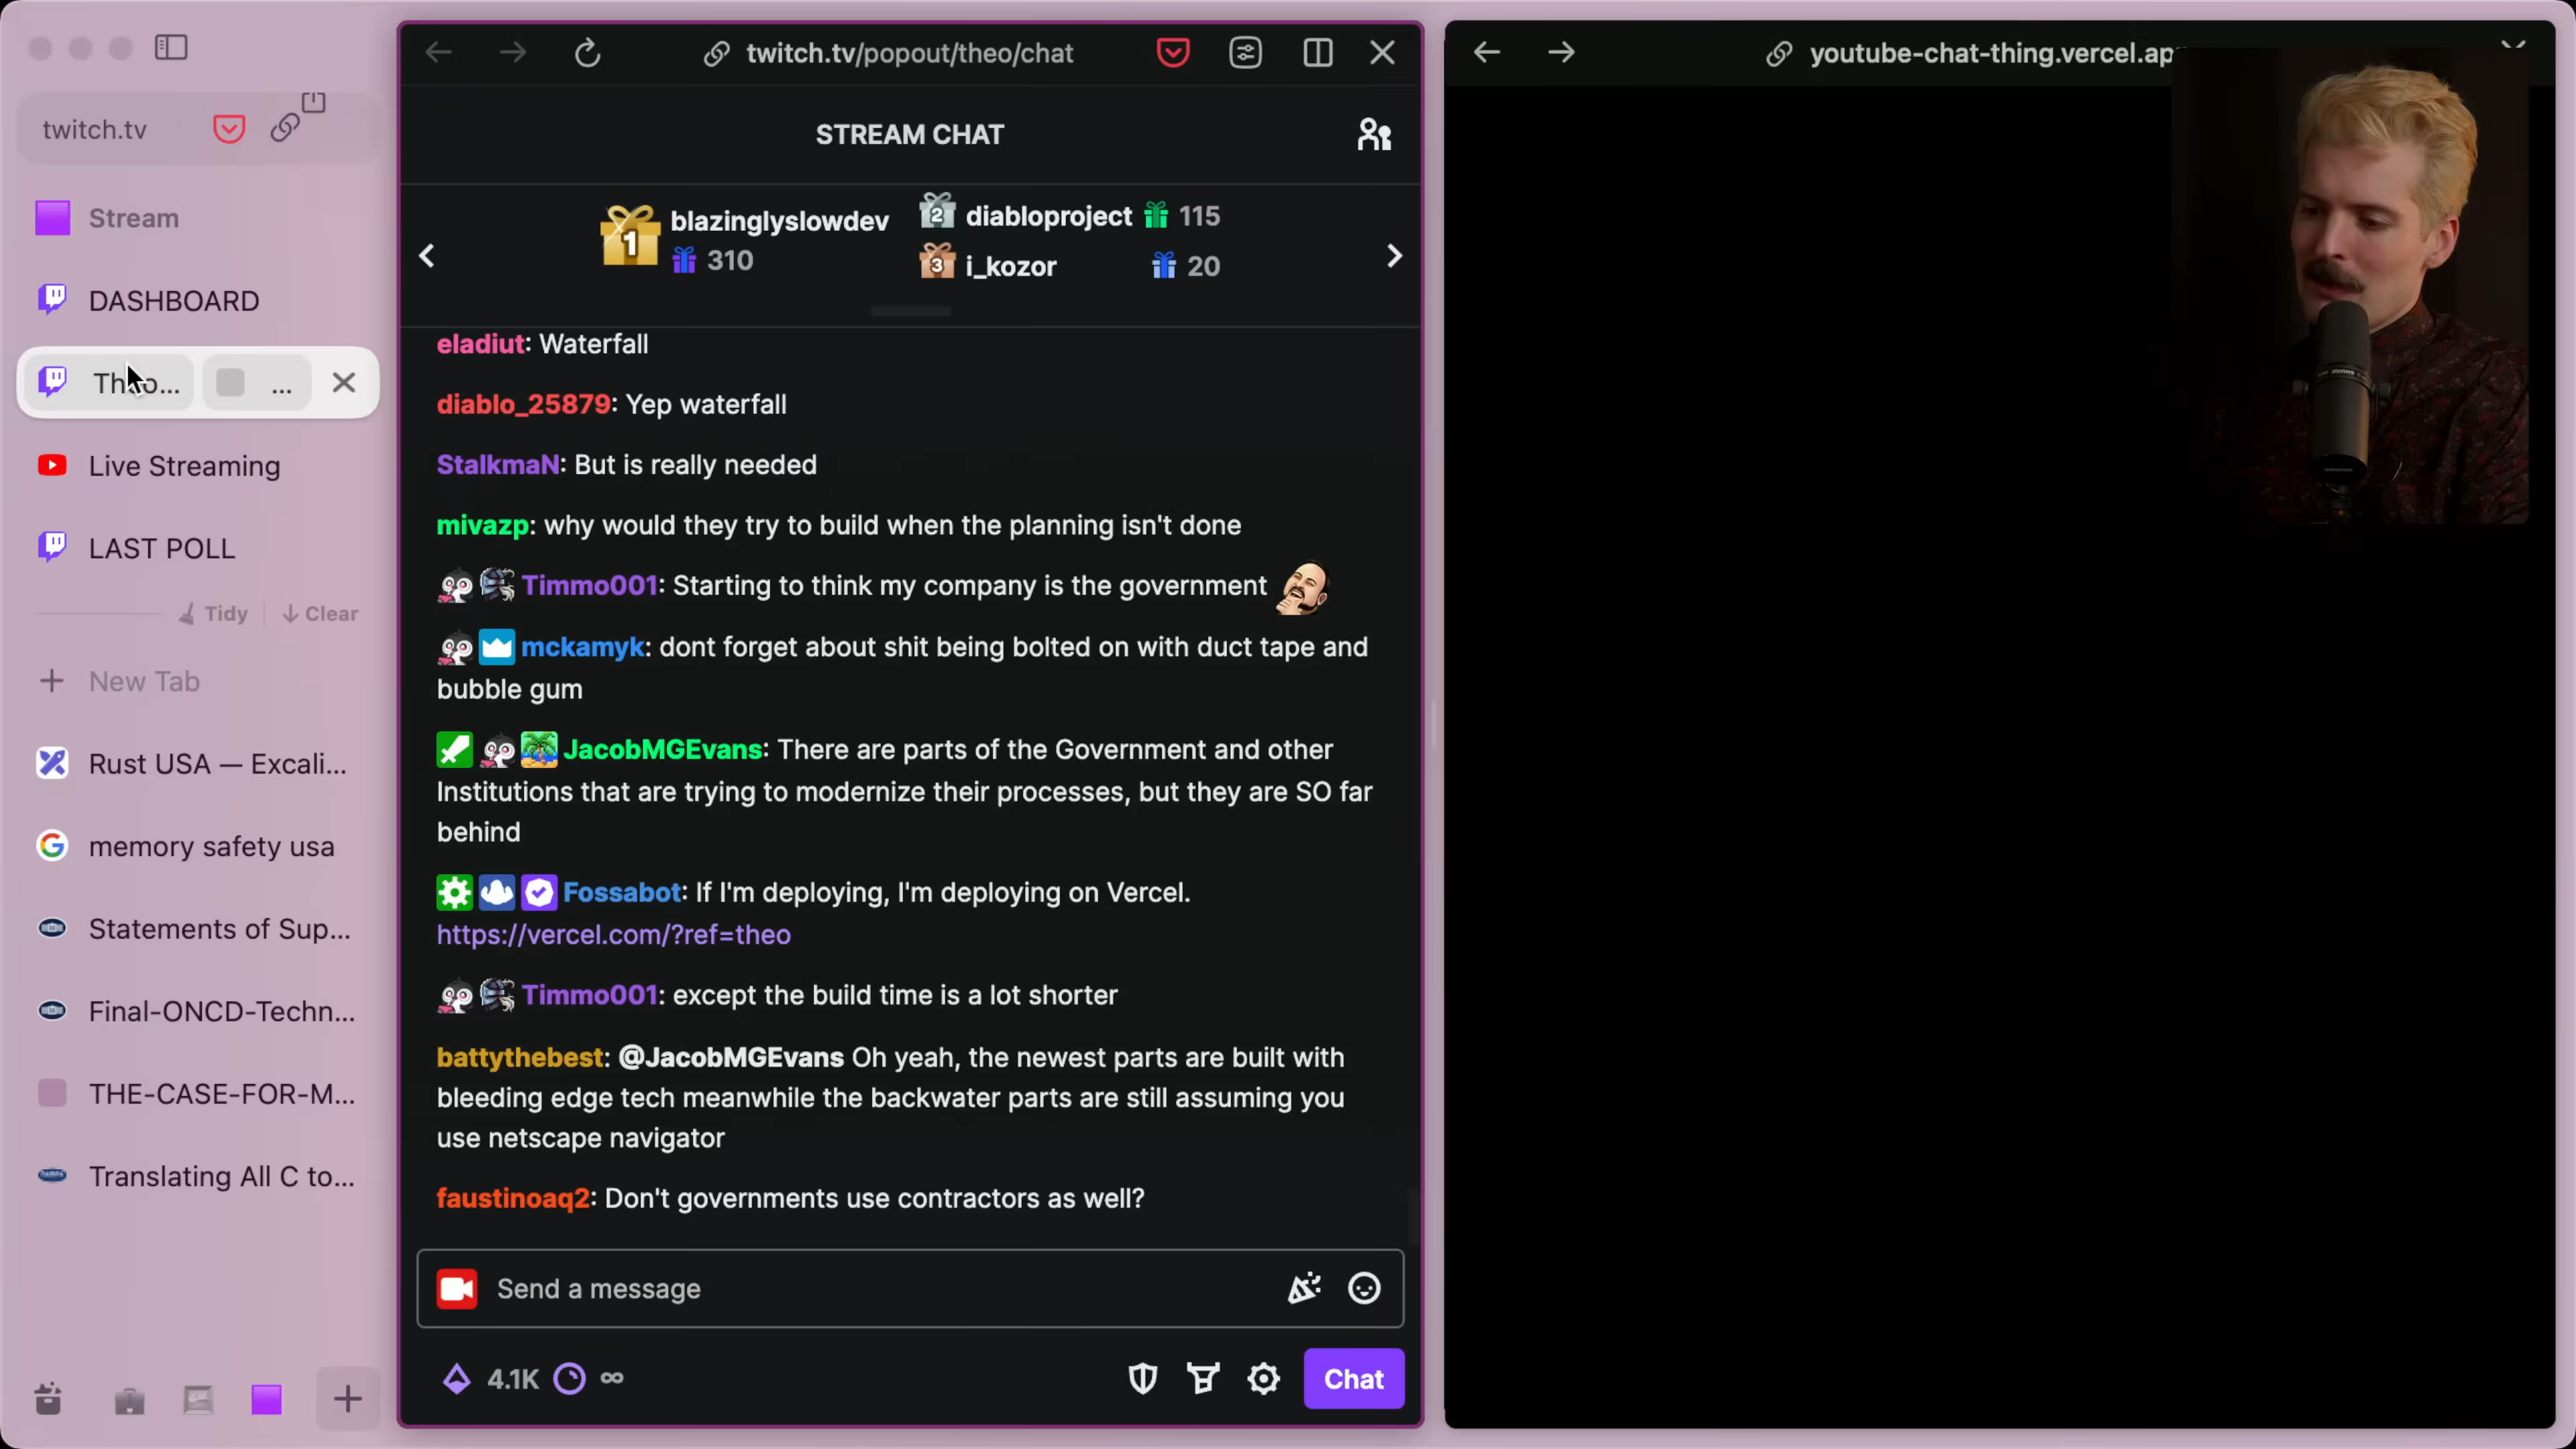 twitch.tv
Stream
DASHBOARD
...
Live Streaming
LAST POLL
Tidy
Clear
New Tab
Rust USA — Excali...
memory safety usa
Statements of Sup...
Final-ONCD-Techn...
THE-CASE-FOR-M...
Translating All C to...
twitch.tv/popout/theo/chat
STREAM CHAT
1 blazinglyslowdev
310
2 diabloproject 115
3 i_kozor 20
eladiut: Waterfall
diablo_25879: Yep waterfall
StalkmaN: But is really needed
mivazp: why would they try to build when the planning isn't done
Timmo001: Starting to think my company is the government
mckamyk: dont forget about shit being bolted on with duct tape and
bubble gum
JacobMGEvans: There are parts of the Government and other
Institutions that are trying to modernize their processes, but they are SO far
behind
Fossabot: If I'm deploying, I'm deploying on Vercel.
https://vercel.com/?ref=theo
Timmo001: except the build time is a lot shorter
battythebest: @JacobMGEvans Oh yeah, the newest parts are built with
bleeding edge tech meanwhile the backwater parts are still assuming you
use netscape navigator
faustinoaq2: Don't governments use contractors as well?
Send a message
4.1K ∞
Chat
youtube-chat-thing.vercel.ap